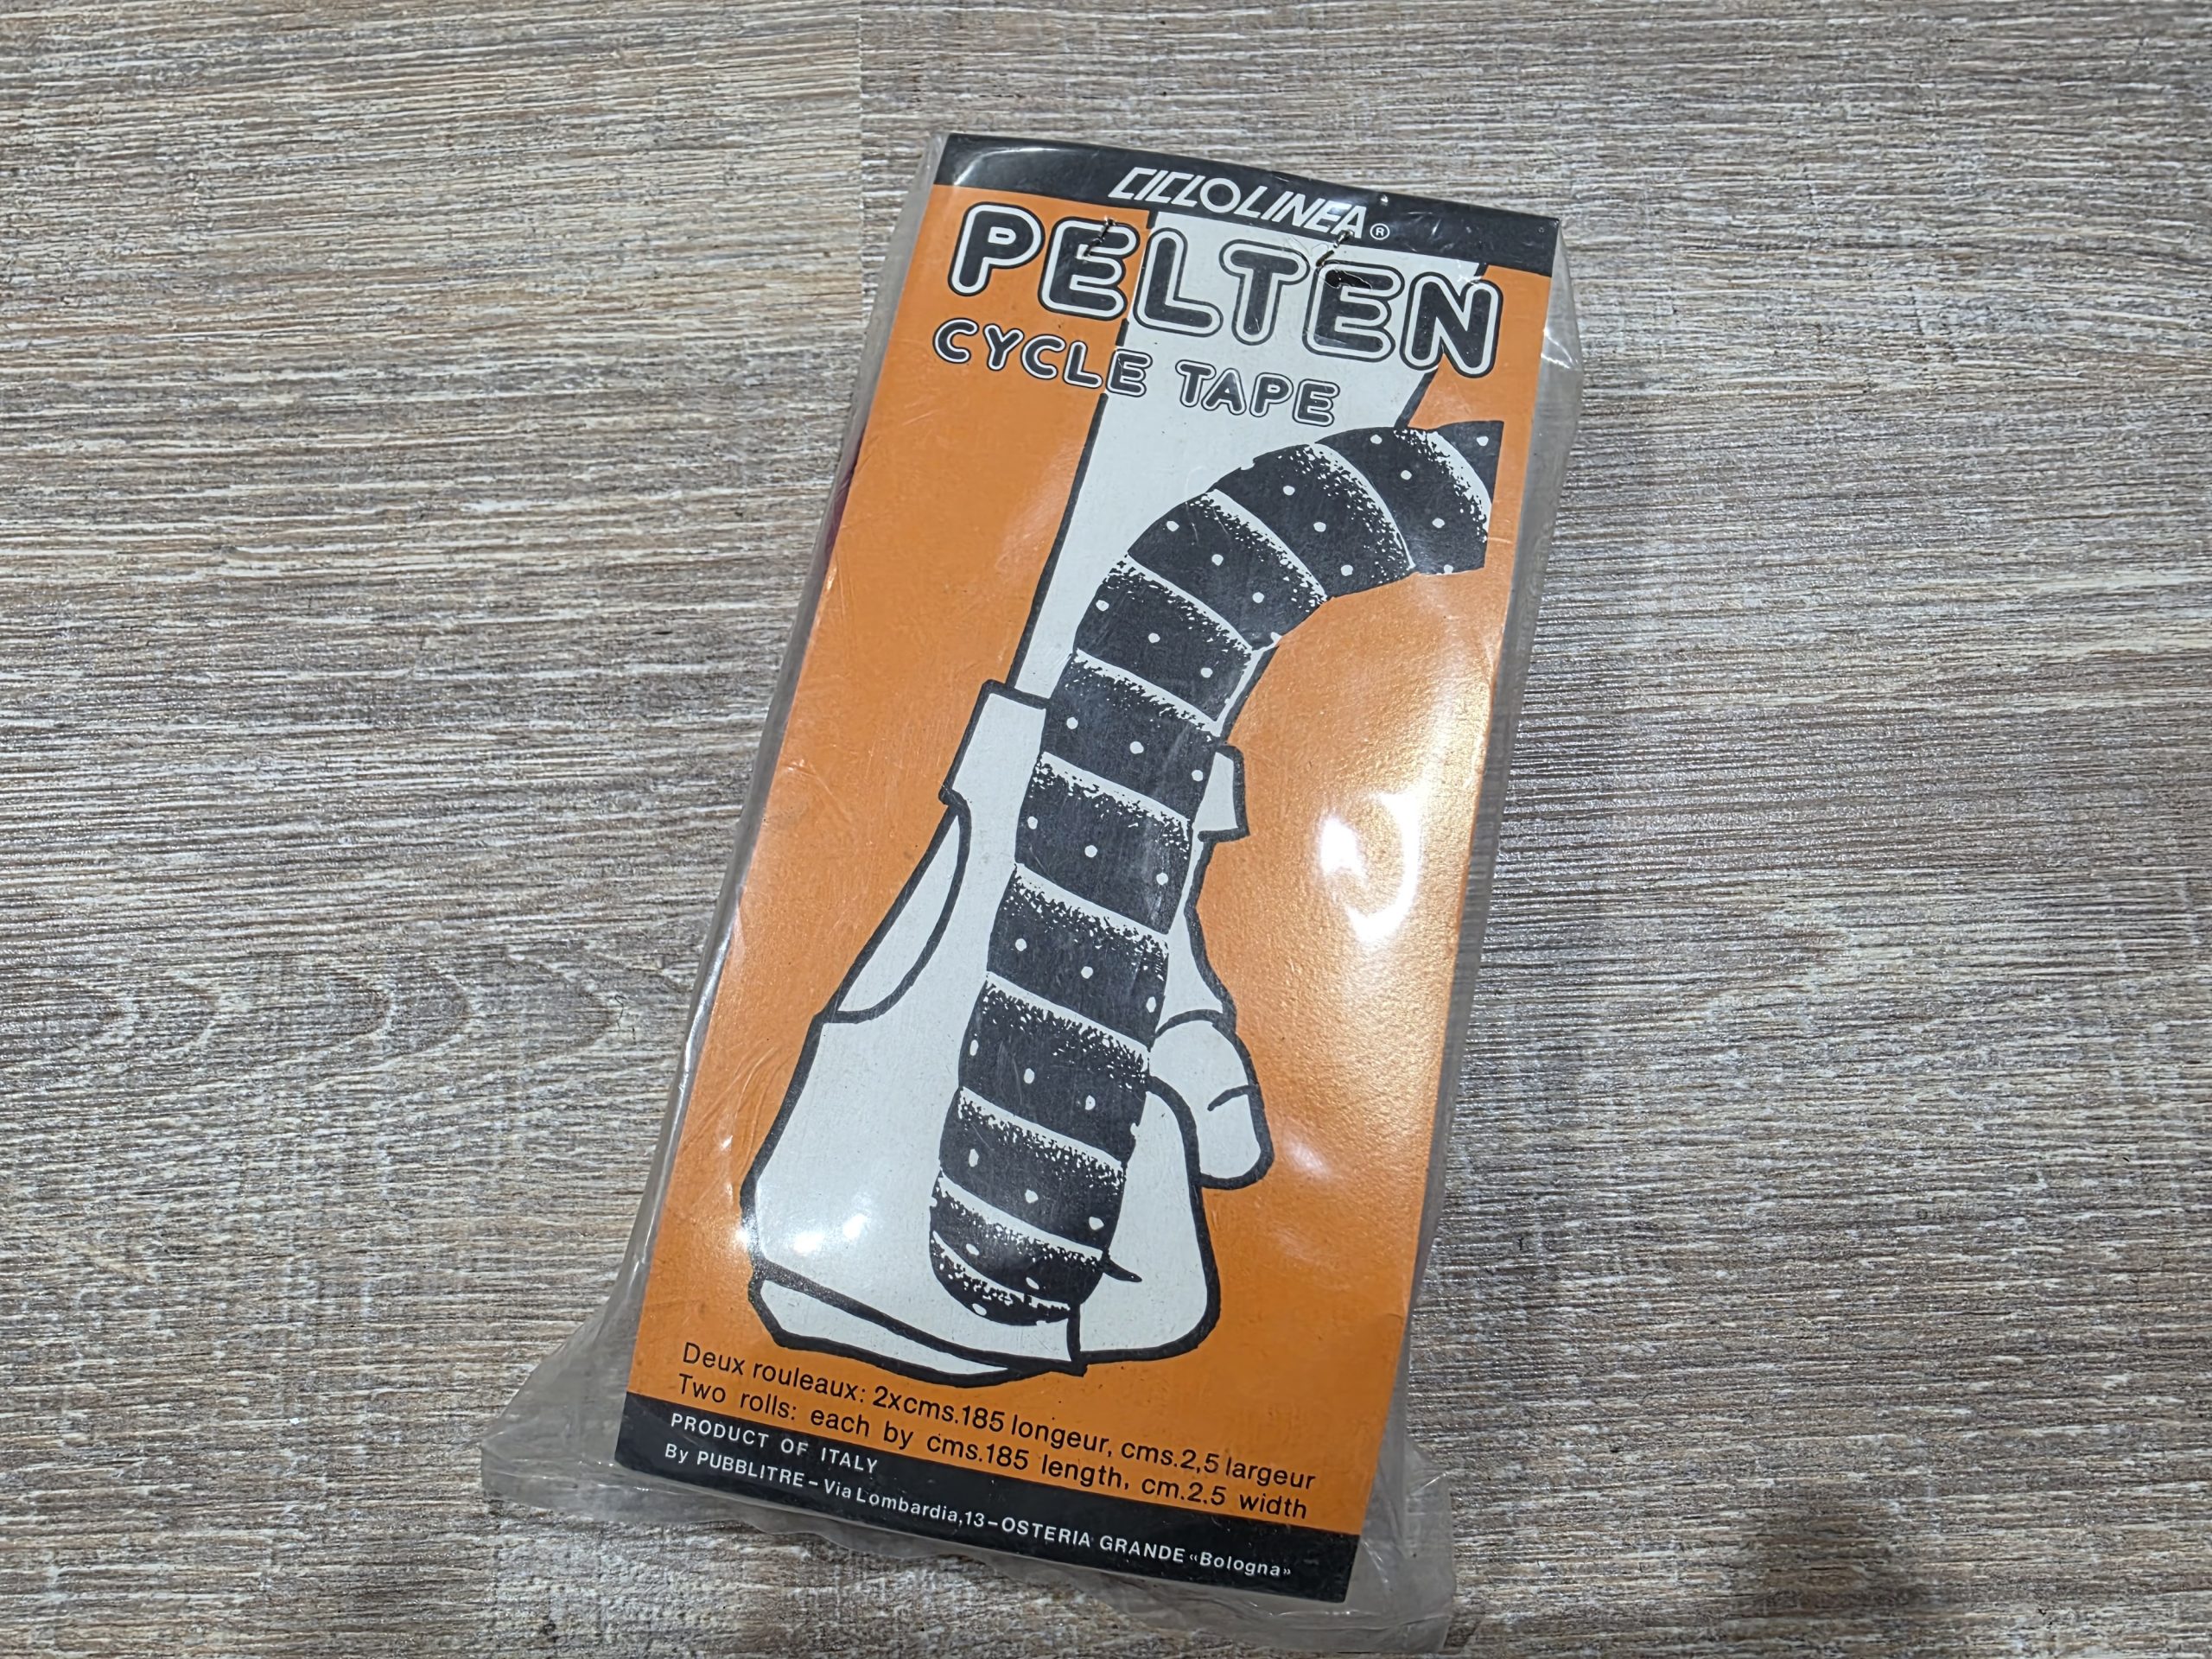 CICLOLINEA®
PELTEN
CYCLE TAPE
Deux rouleaux: 2xcms.185 longeur, cms.2,5 largeur
Two rolls: each by cms.185 length, cm.2.5 width
PRODUCT OF ITALY
By PUBBLITRE – Via Lombardia,13 – OSTERIA GRANDE «Bologna»